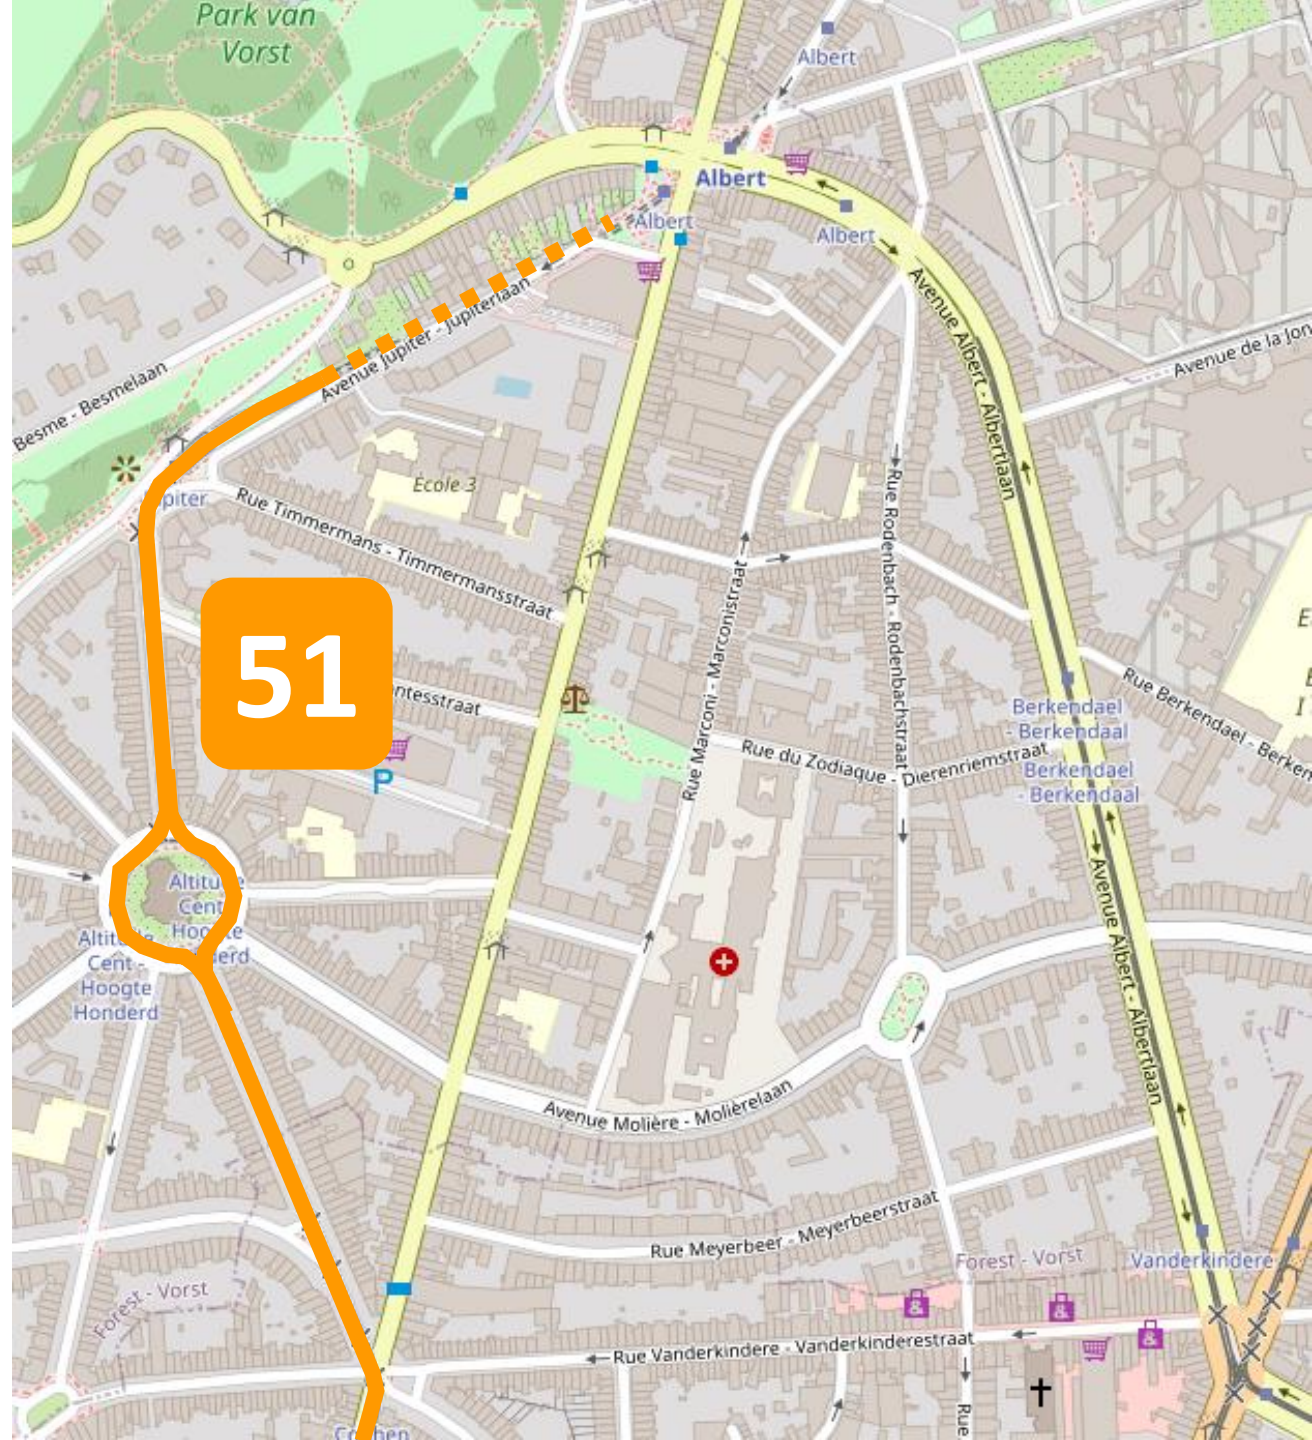 Park van
Vorst
Albert
Albert
Albert
Albert
Avenue Albert - Albertlaan
Avenue de la Jon
Avenue Jupiter - Jupiterlaan
Besme - Besmelaan
École 3
piter
Rue Timmermans - Timmermansstraat
Rue Rodenbach - Rodenbachstraat
Rue Marconi - Marconistraat
51
ntesstraat
P
Berkendael
- Berkendaal
Rue Berkendael - Berken
Rue du Zodiaque - Dierenriemstraat
Berkendael
- Berkendaal
Altitude
Cent
Hoogte
Altitude
Cent -
Hoogte
Honderd
Avenue Albert - Albertlaan
Avenue Molière - Molièrelaan
Rue Meyerbeer - Meyerbeerstraat
Forest - Vorst
Vanderkindere
Forest - Vorst
Rue Vanderkindere - Vanderkinderestraat
Rue